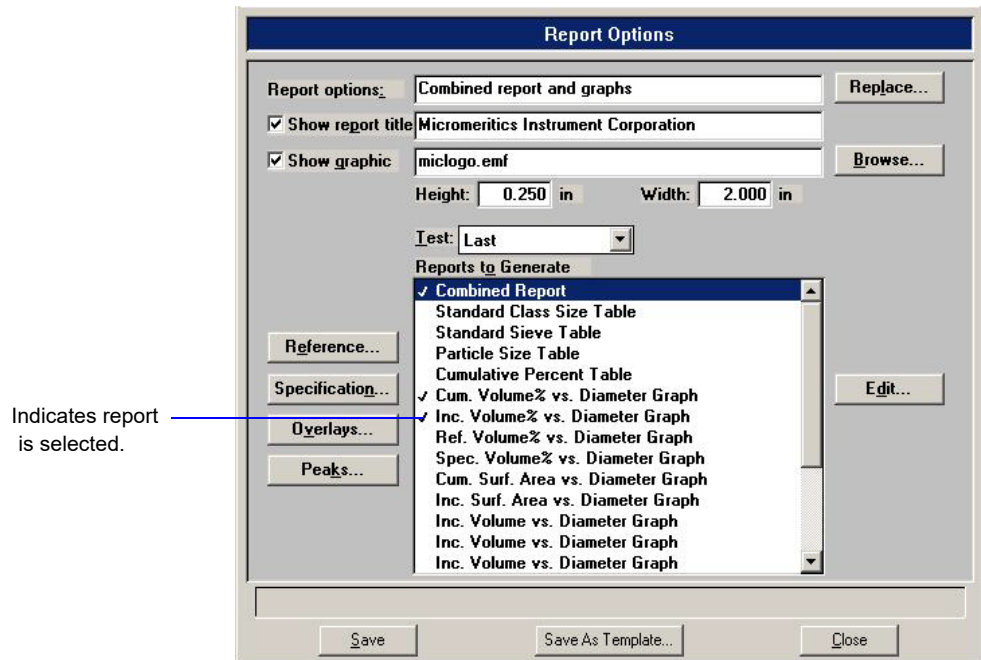 Report Options
Report options: Combined report and graphs Replace...
Show report title Micromeritics Instrument Corporation
Show graphic miclogo.emf Browse...
Height: 0.250 in Width: 2.000 in
Test: Last
Reports to Generate
✓ Combined Report
Standard Class Size Table
Standard Sieve Table
Particle Size Table
Cumulative Percent Table
✓ Cum. Volume% vs. Diameter Graph
✓ Inc. Volume% vs. Diameter Graph
Ref. Volume% vs. Diameter Graph
Spec. Volume% vs. Diameter Graph
Cum. Surf. Area vs. Diameter Graph
Inc. Surf. Area vs. Diameter Graph
Inc. Volume vs. Diameter Graph
Inc. Volume vs. Diameter Graph
Inc. Volume vs. Diameter Graph
Reference...
Specification...
Overlays...
Peaks...
Edit...
Indicates report
is selected.
Save Save As Template... Close